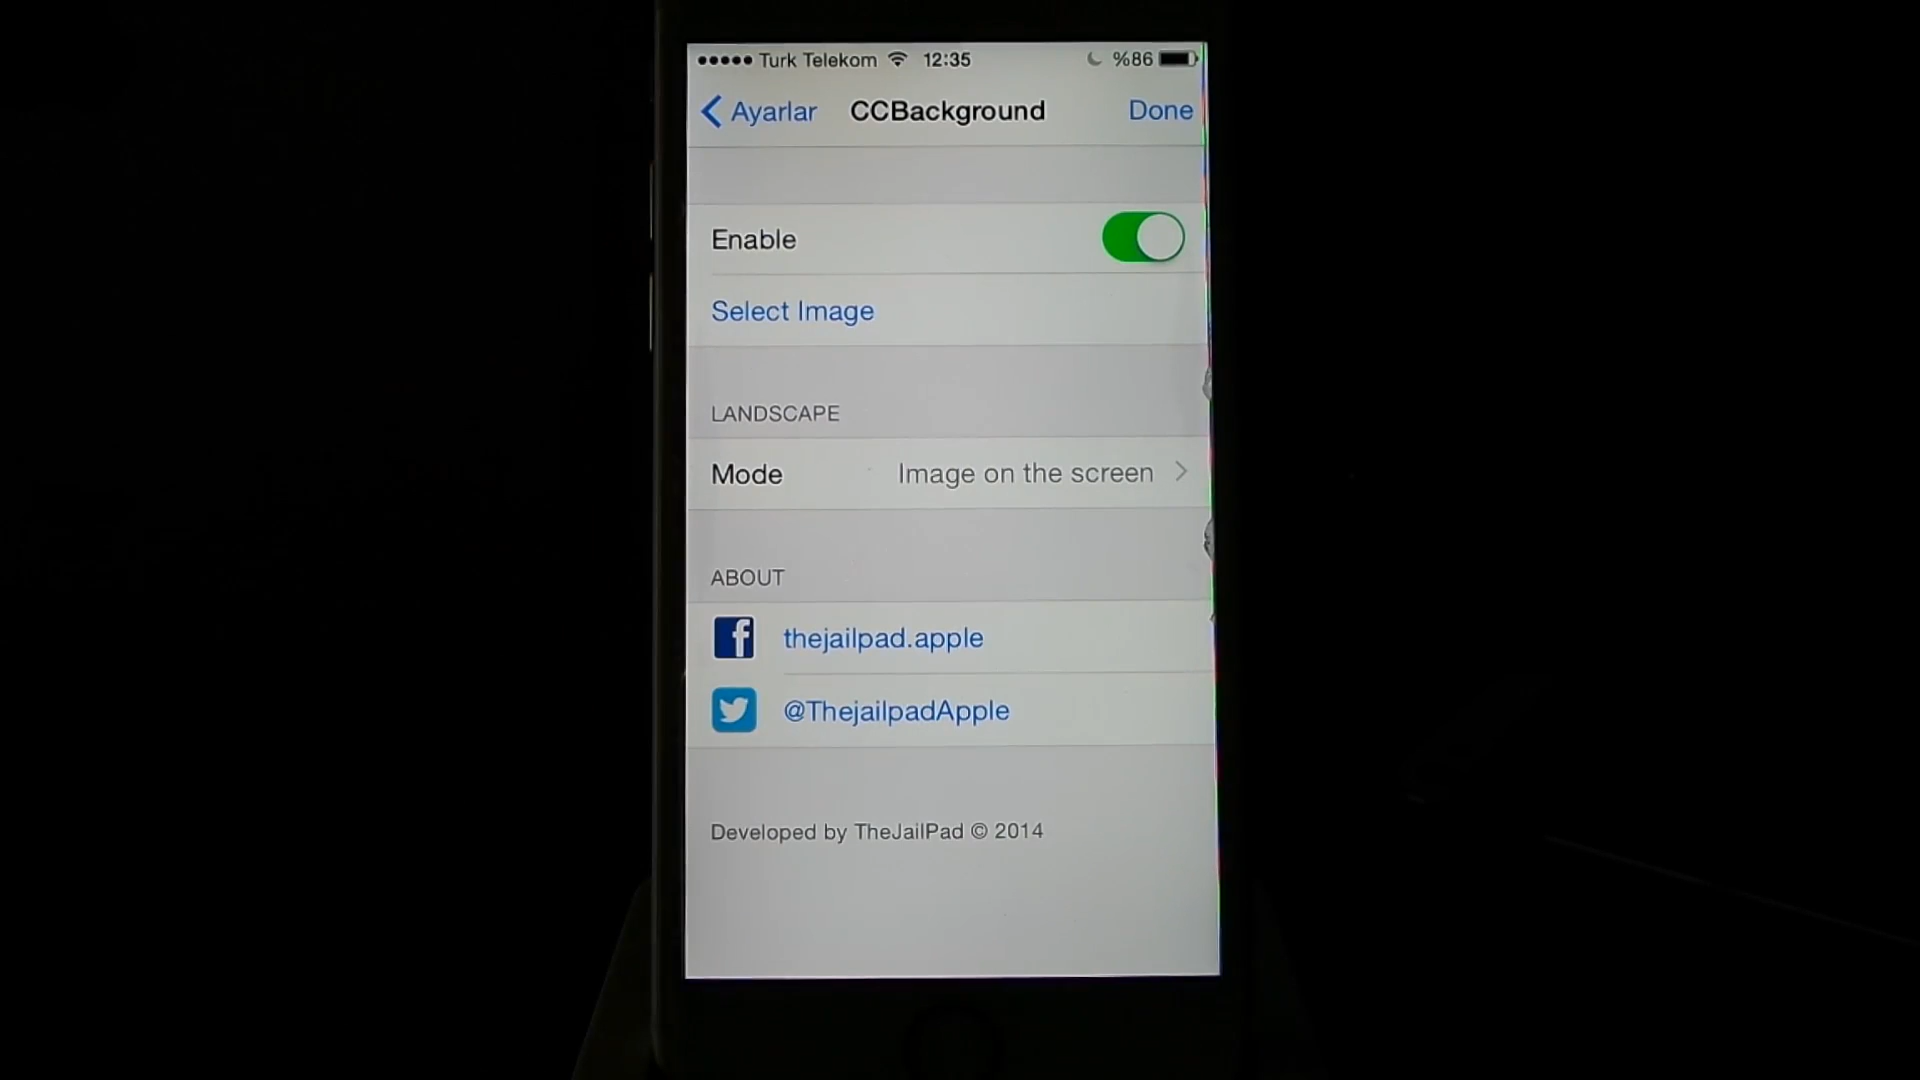 Turk Telekom 12:35 %86
Ayarlar CCBackground Done
Enable
Select Image
LANDSCAPE
Mode Image on the screen
ABOUT
thejailpad.apple
@ThejailpadApple
Developed by TheJailPad © 2014